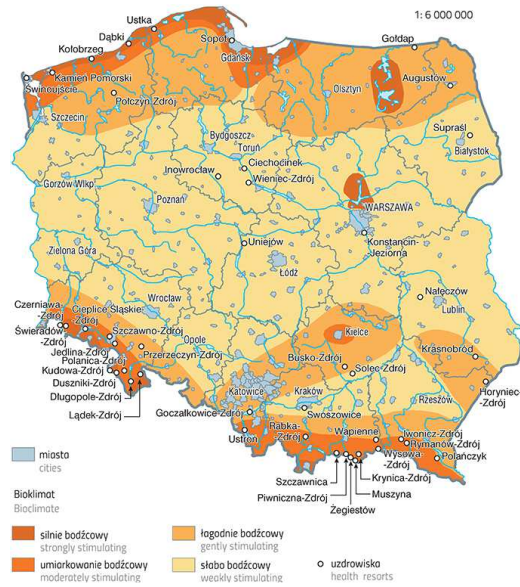 1:6 000 000
Ustka
Dąbki
Sopot
Gołdap
Kołobrzeg
Gdańsk
Kamień Pomorski
Augustów
Świnoujście
Olsztyn
Połczyn-Zdrój
Szczecin
Supraśl
Bydgoszcz
Białystok
Toruń
Ciechocinek
Inowrocław
Wieniec-Zdrój
Gorzów Wlkp.
Poznań
WARSZAWA
Konstancin-
Jeziorna
Uniejów
Zielona Góra
Łódź
Nałęczów
Lublin
Czerniawa-
-Zdrój
Cieplice Śląskie-
-Zdrój
Wrocław
Świeradów-
-Zdrój
Szczawno-Zdrój
Kielce
Jedlina-Zdrój
Opole
Krasnobród
Polanica-Zdrój
Przerzeczyn-Zdrój
Busko-Zdrój
Kudowa-Zdrój
Solec-Zdrój
Duszniki-Zdrój
Horyniec-
-Zdrój
Długopole-Zdrój
Katowice
Kraków
Rzeszów
Lądek-Zdrój
Goczałkowice-Zdrój
Swoszowice
Rabka-
-Zdrój
Wapienne
Iwonicz-Zdrój
Ustroń
Rymanów-Zdrój
Wysowa-
-Zdrój
Polańczyk
Szczawnica
Krynica-Zdrój
Piwniczna-Zdrój
Muszyna
Żegiestów
miasta
cities
Bioklimat
Bioclimate
silnie bodźcowy
strongly stimulating
umiarkowanie bodźcowy
moderately stimulating
łagodnie bodźcowy
gently stimulating
słabo bodźcowy
weakly stimulating
uzdrowiska
health resorts